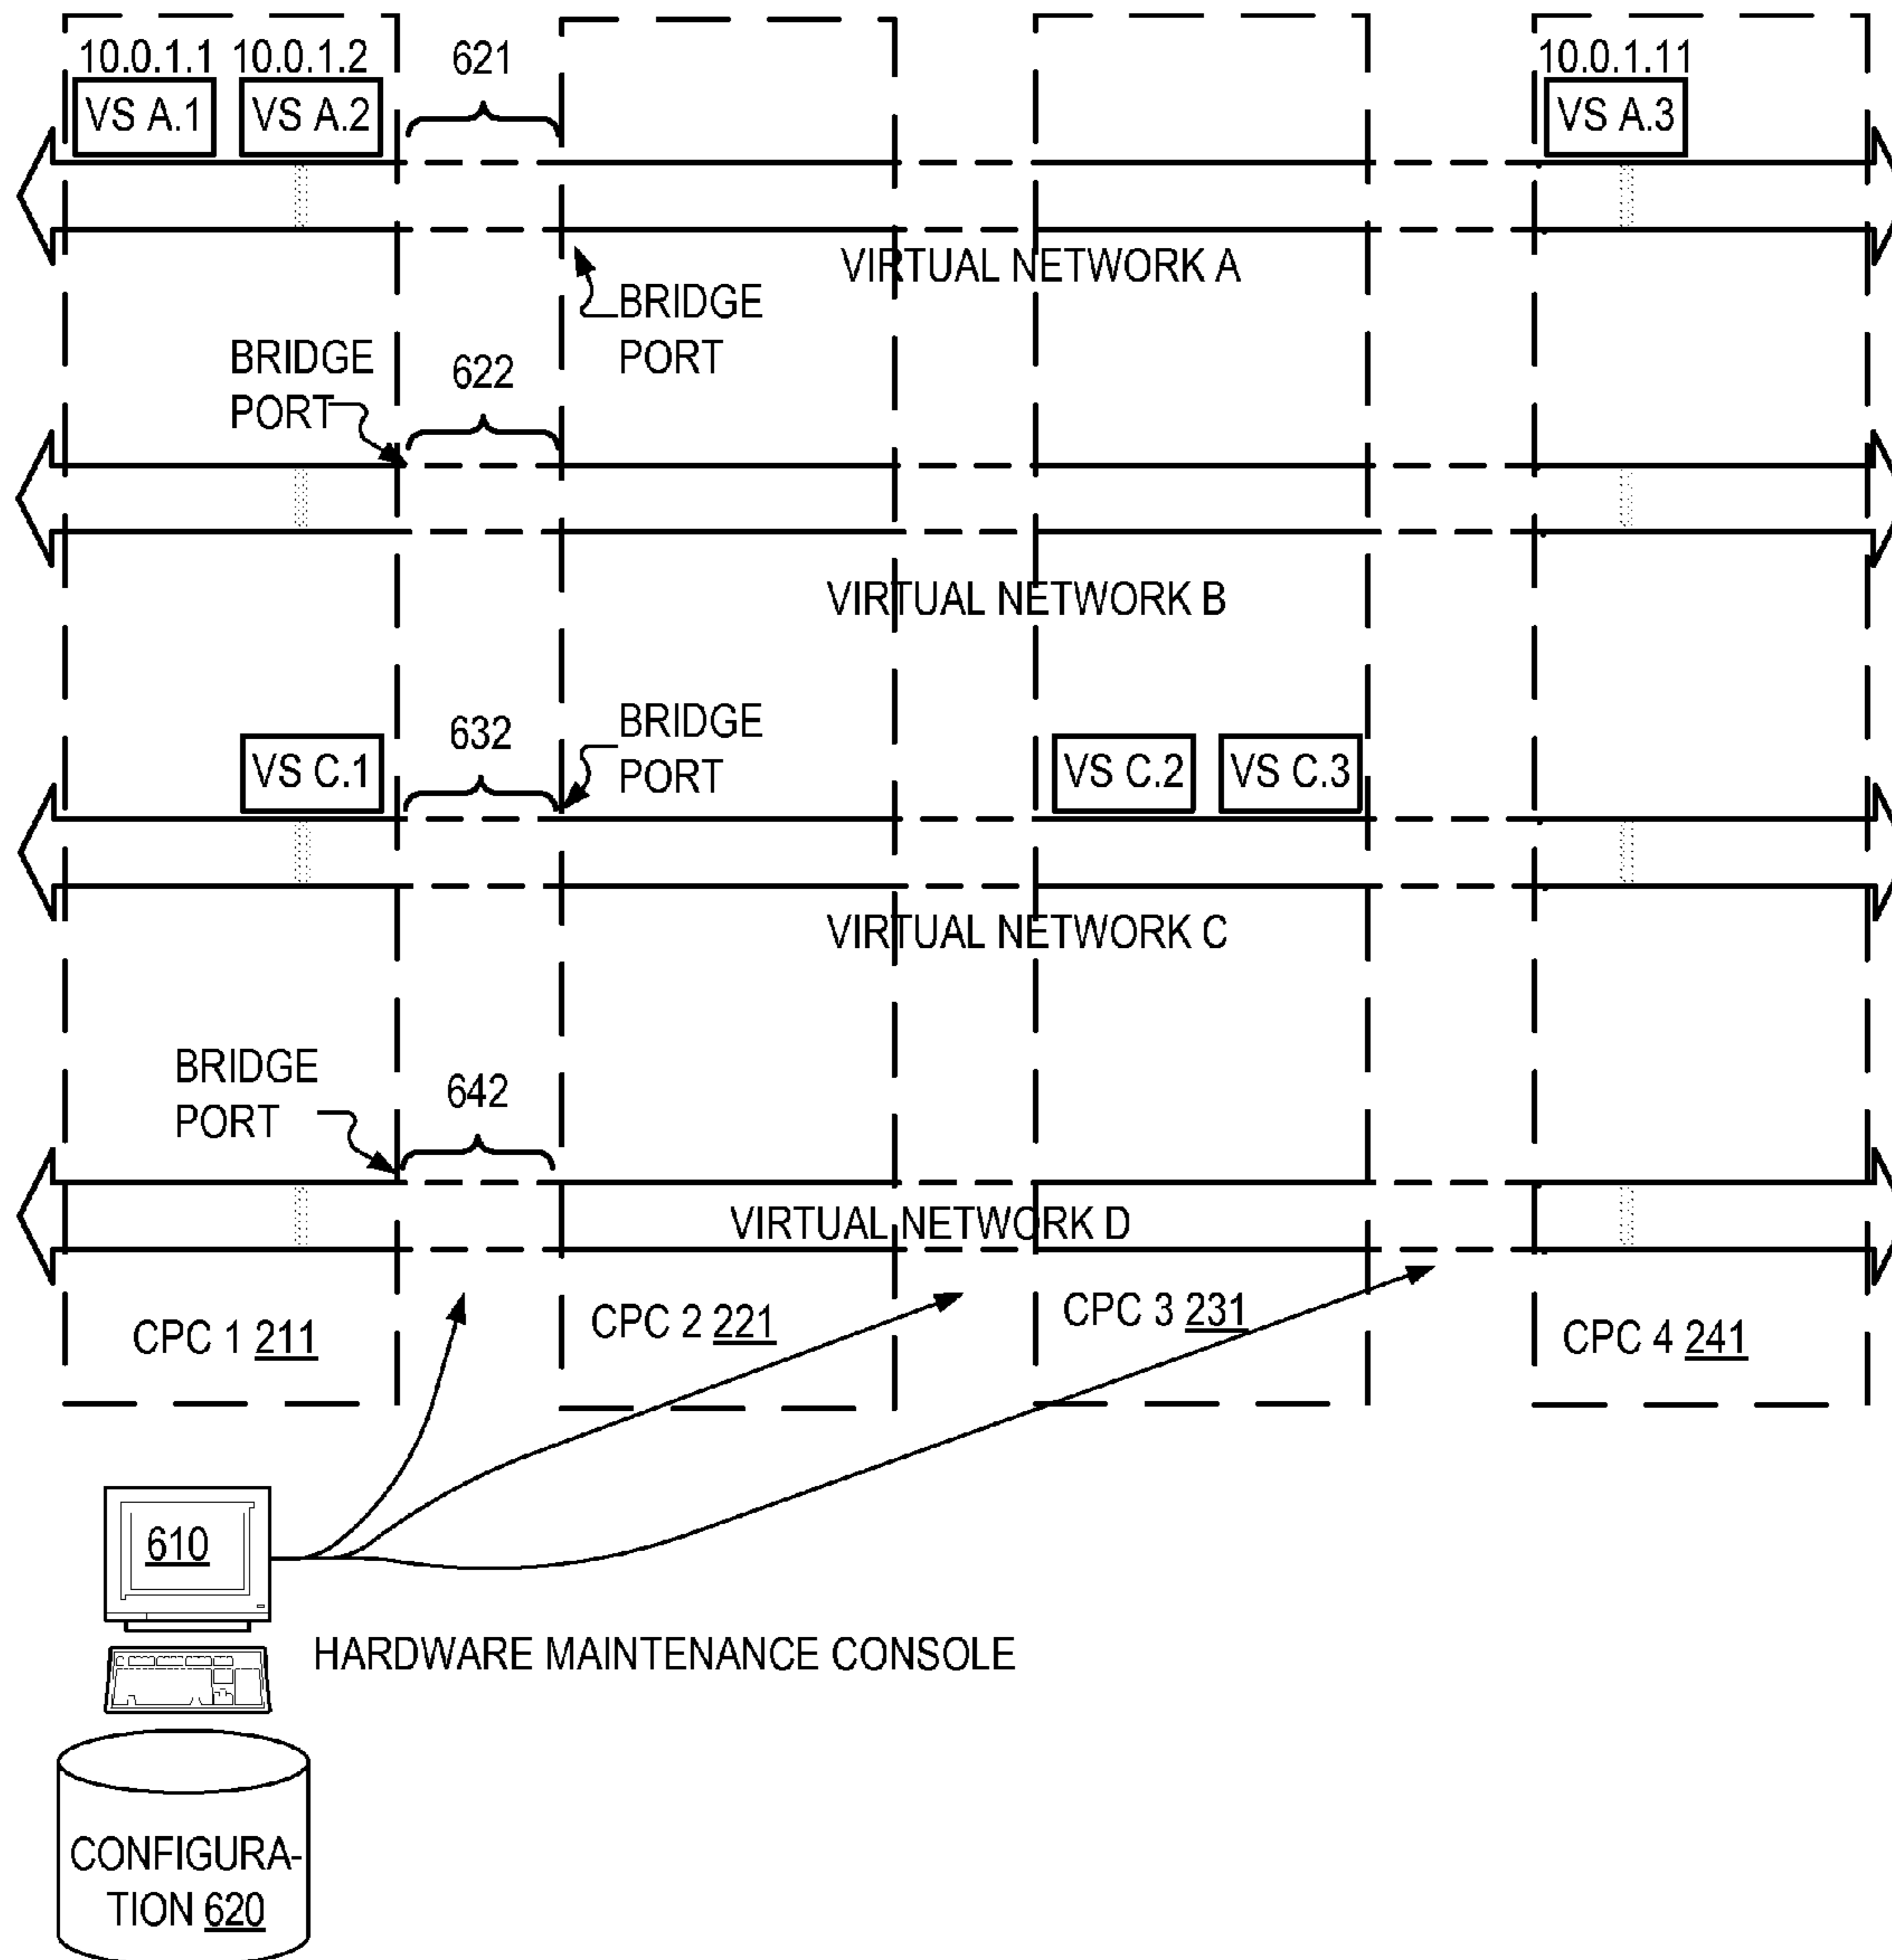 10.0.1.1 10.0.1.2
621
10.0.1.11
VS A.1
VS A.2
VS A.3
VIRTUAL NETWORK A
BRIDGE
PORT
BRIDGE
PORT
622
VIRTUAL NETWORK B
632
BRIDGE
PORT
VS C.1
VS C.2
VS C.3
VIRTUAL NETWORK C
BRIDGE
PORT
642
VIRTUAL NETWORK D
CPC 1 211
CPC 2 221
CPC 3 231
CPC 4 241
610
HARDWARE MAINTENANCE CONSOLE
CONFIGURA-
TION 620